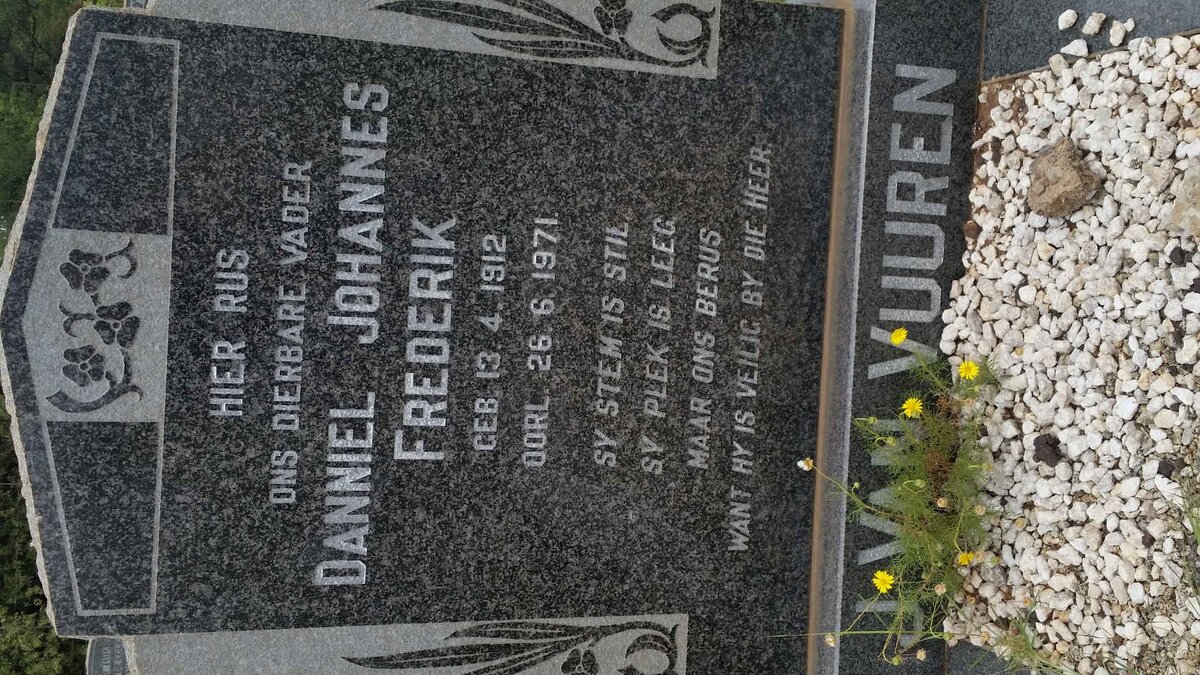 HIER RUS
ONS DIERBARE VADER
DANNIEL JOHANNES
FREDERIK
GEB 13.4.1912
OORL. 26.6.1971
SY STEM IS STIL
SY PLEK IS LEEG
MAAR ONS BERUS
WANT HY IS VEILIG BY DIE HEER.
VUUREN